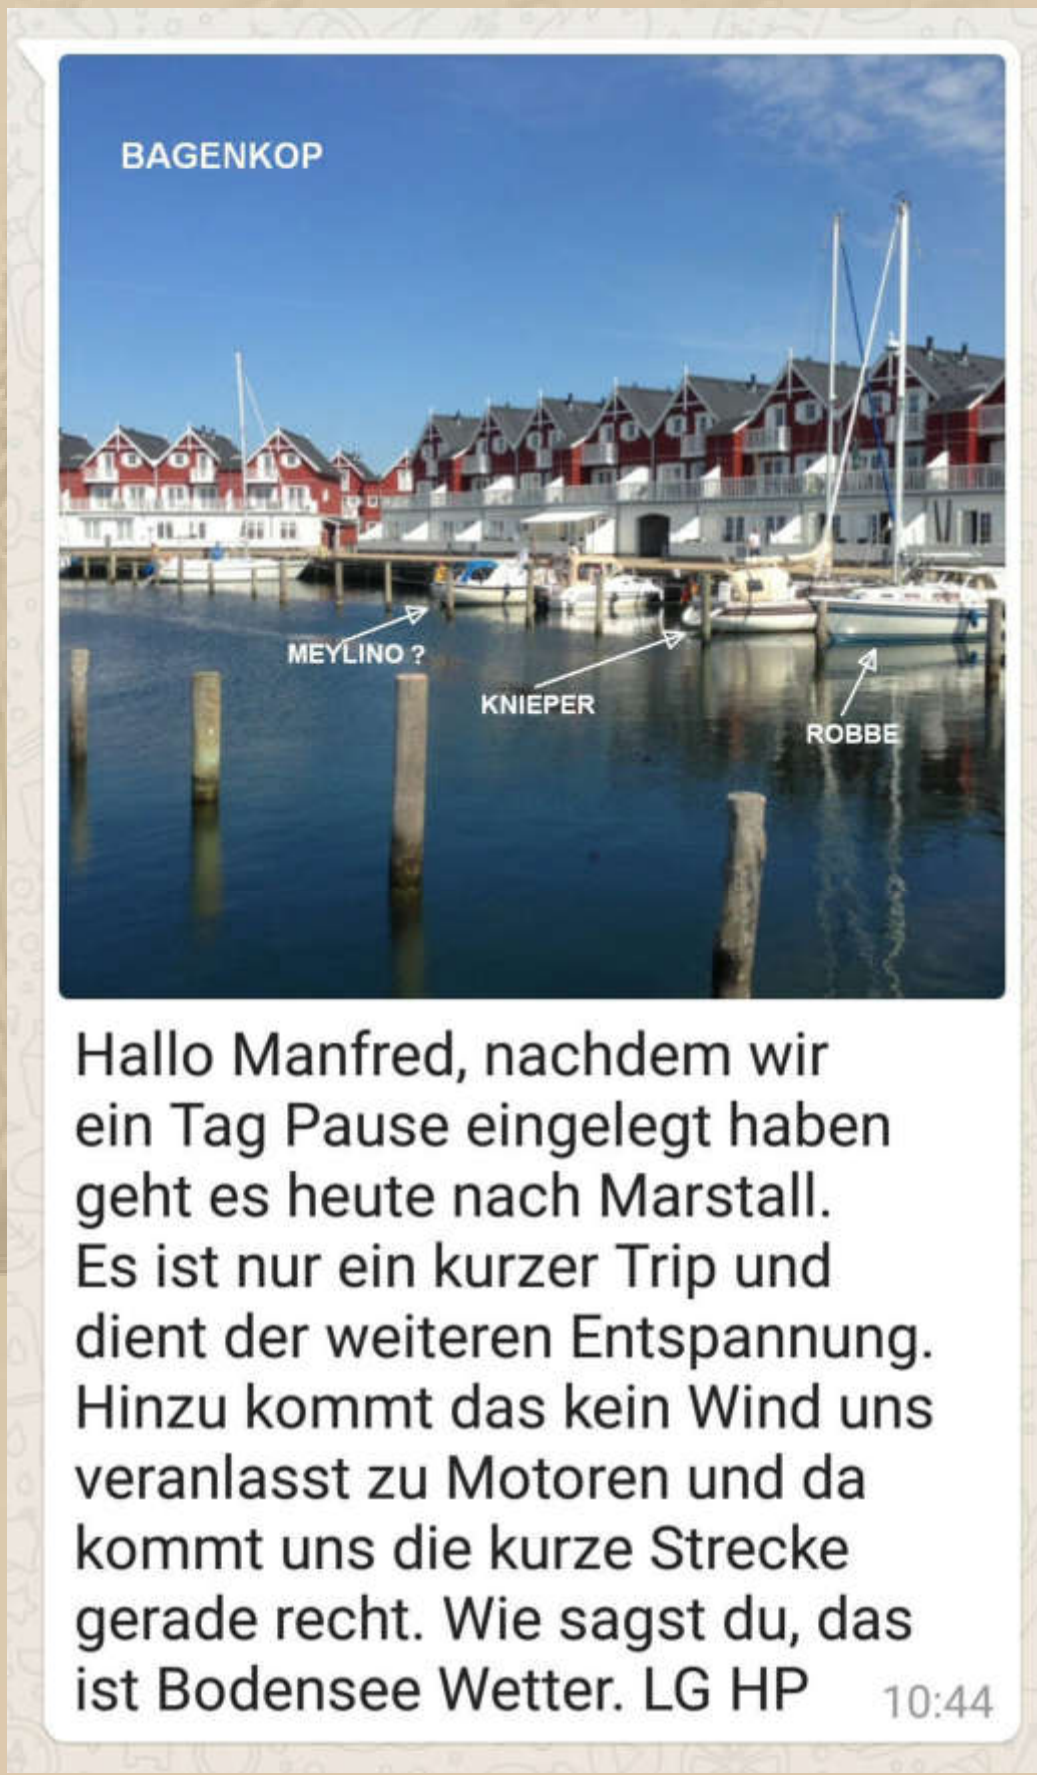 BAGENKOP
MEYLINO ?
KNIEPER
ROBBE
Hallo Manfred, nachdem wir
ein Tag Pause eingelegt haben
geht es heute nach Marstall.
Es ist nur ein kurzer Trip und
dient der weiteren Entspannung.
Hinzu kommt das kein Wind uns
veranlasst zu Motoren und da
kommt uns die kurze Strecke
gerade recht. Wie sagst du, das
ist Bodensee Wetter. LG HP 10:44